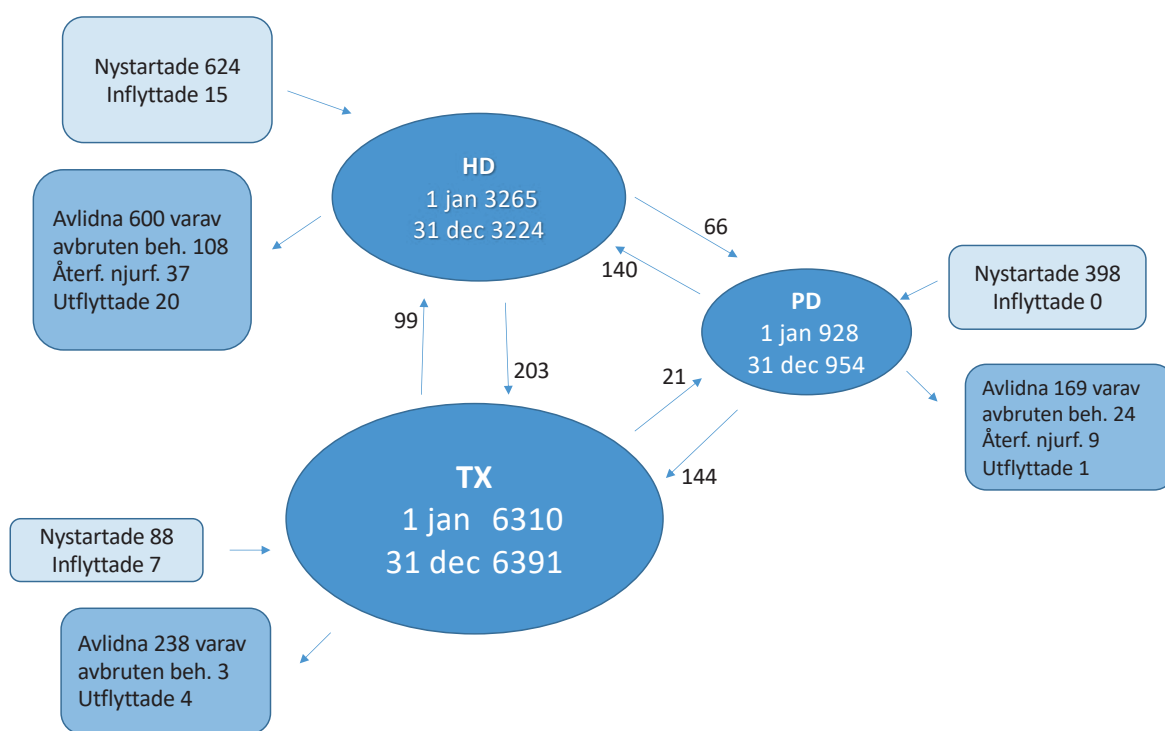 Nystartade 624
Inflyttade 15
HD
1 jan 3265
31 dec 3224
Avlidna 600 varav
avbruten beh. 108
Återf. njurf. 37
Utflyttade 20
66
140
Nystartade 398
Inflyttade 0
PD
1 jan 928
31 dec 954
99
203
21
Avlidna 169 varav
avbruten beh. 24
Återf. njurf. 9
Utflyttade 1
144
TX
1 jan 6310
31 dec 6391
Nystartade 88
Inflyttade 7
Avlidna 238 varav
avbruten beh. 3
Utflyttade 4